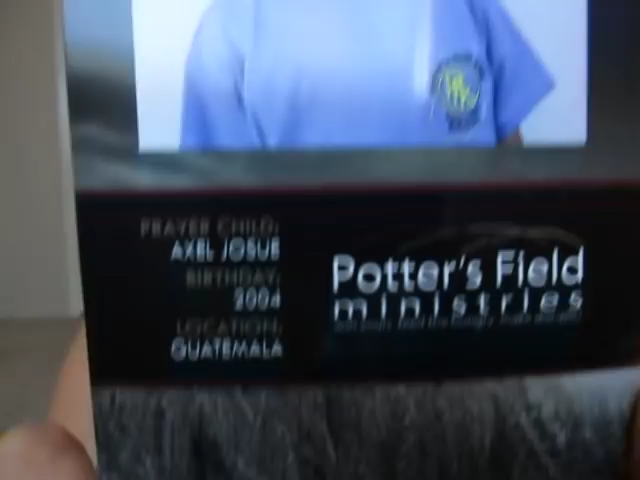 PRAYER CHILD:
AXEL JOSUE
BIRTHDAY:
2004
LOCATION:
GUATEMALA
Potter's Field
ministries